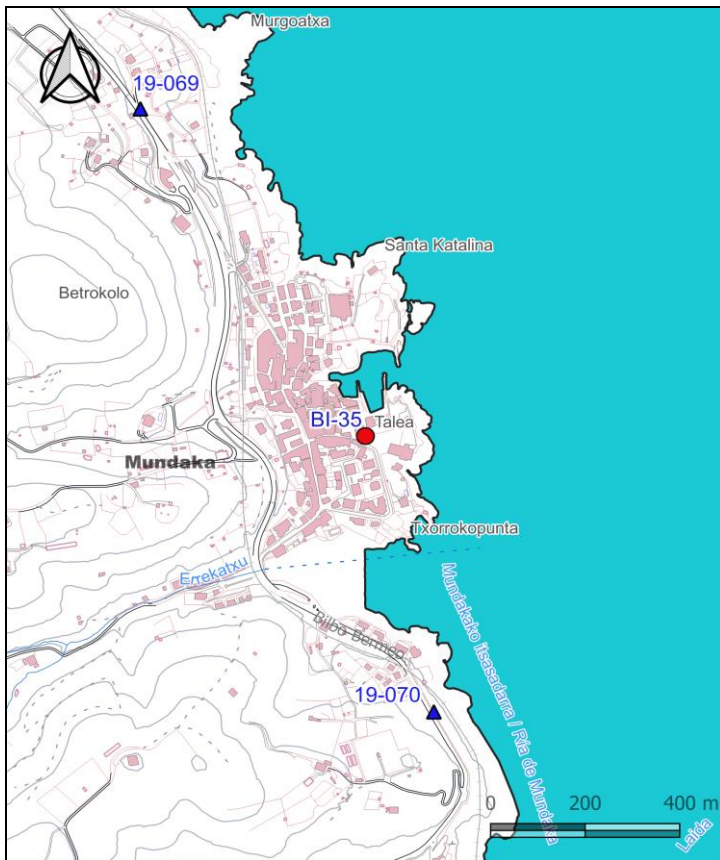 Murgoatxa
19-069
Santa Katalina
Betrokolo
BI-35
Talea
Mundaka
Txorrokopunta
Errekatxu
Mundakako Itsasadarra / Ría de Mundaka
Bilbo Bermeo
19-070
0 200 400 m
Laida